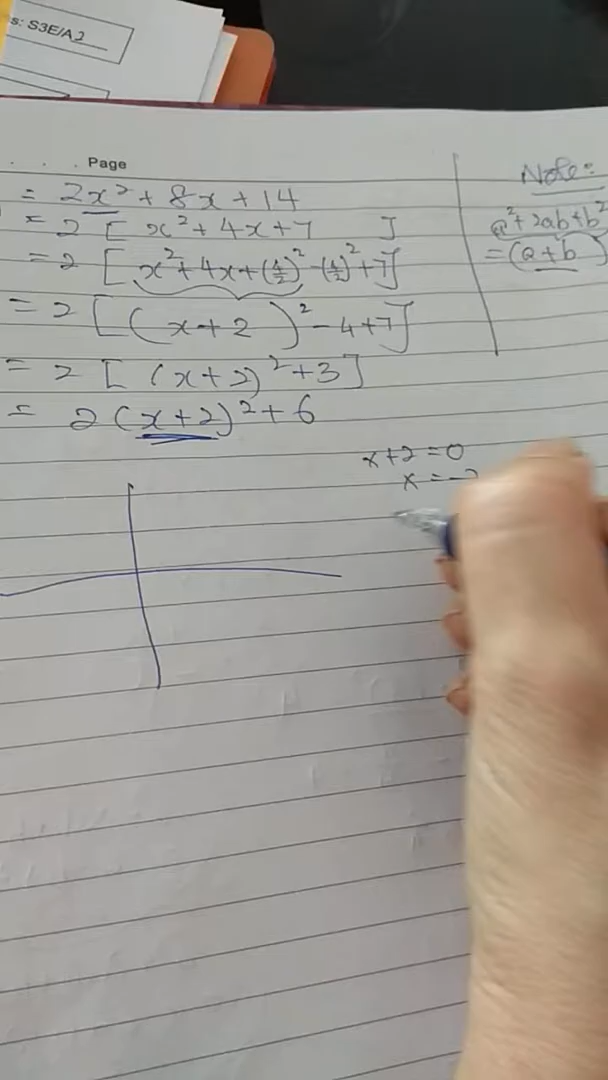 s: S3E/A2
Page
= 2x² + 8x + 14
= 2 [ x² + 4x + 7 ]
= 2 [ x² + 4x + (4/2)² - (4/2)² + 7 ]
= 2 [ (x+2)² - 4 + 7 ]
= 2 [ (x+2)² + 3 ]
= 2 (x+2)² + 6
Note:
a² + 2ab + b²
= (a+b)
x+2 = 0
x = -2